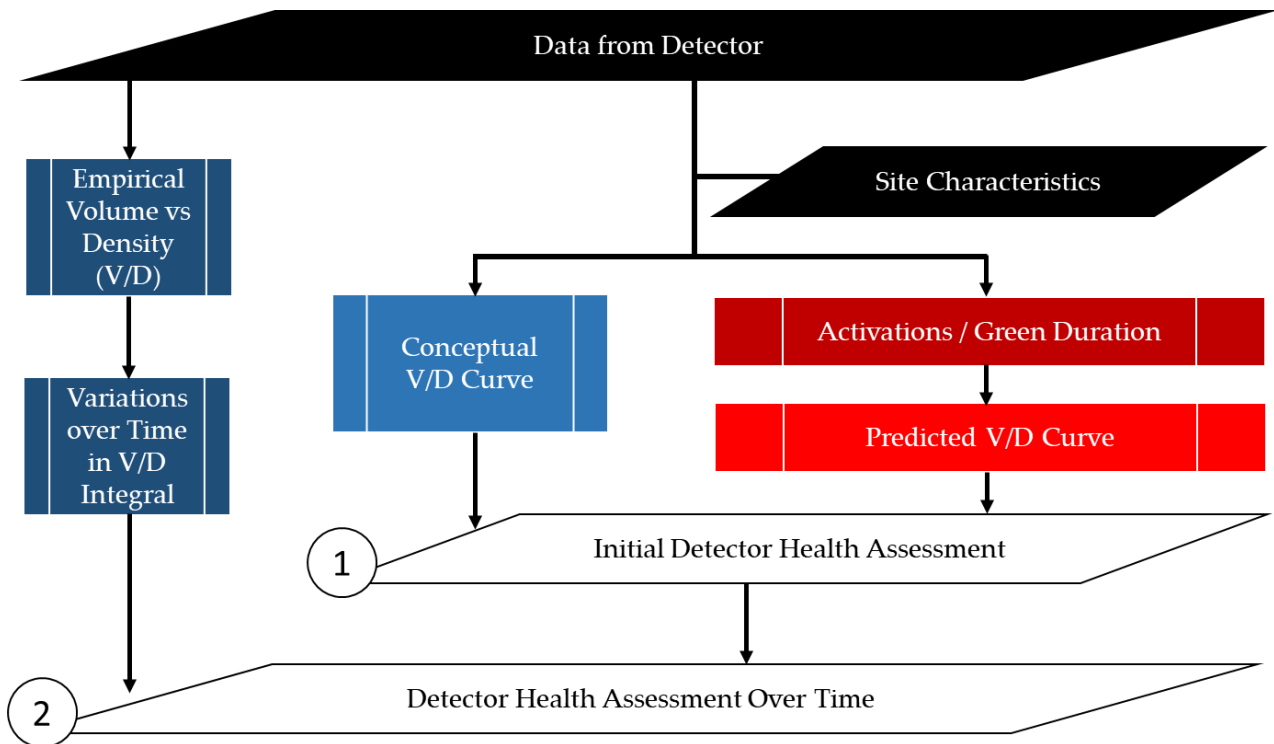 Data from Detector
Site Characteristics
Empirical
Volume vs
Density
(V/D)
Conceptual
V/D Curve
Activations / Green Duration
Variations
over Time
in V/D
Integral
Predicted V/D Curve
1
Initial Detector Health Assessment
2
Detector Health Assessment Over Time